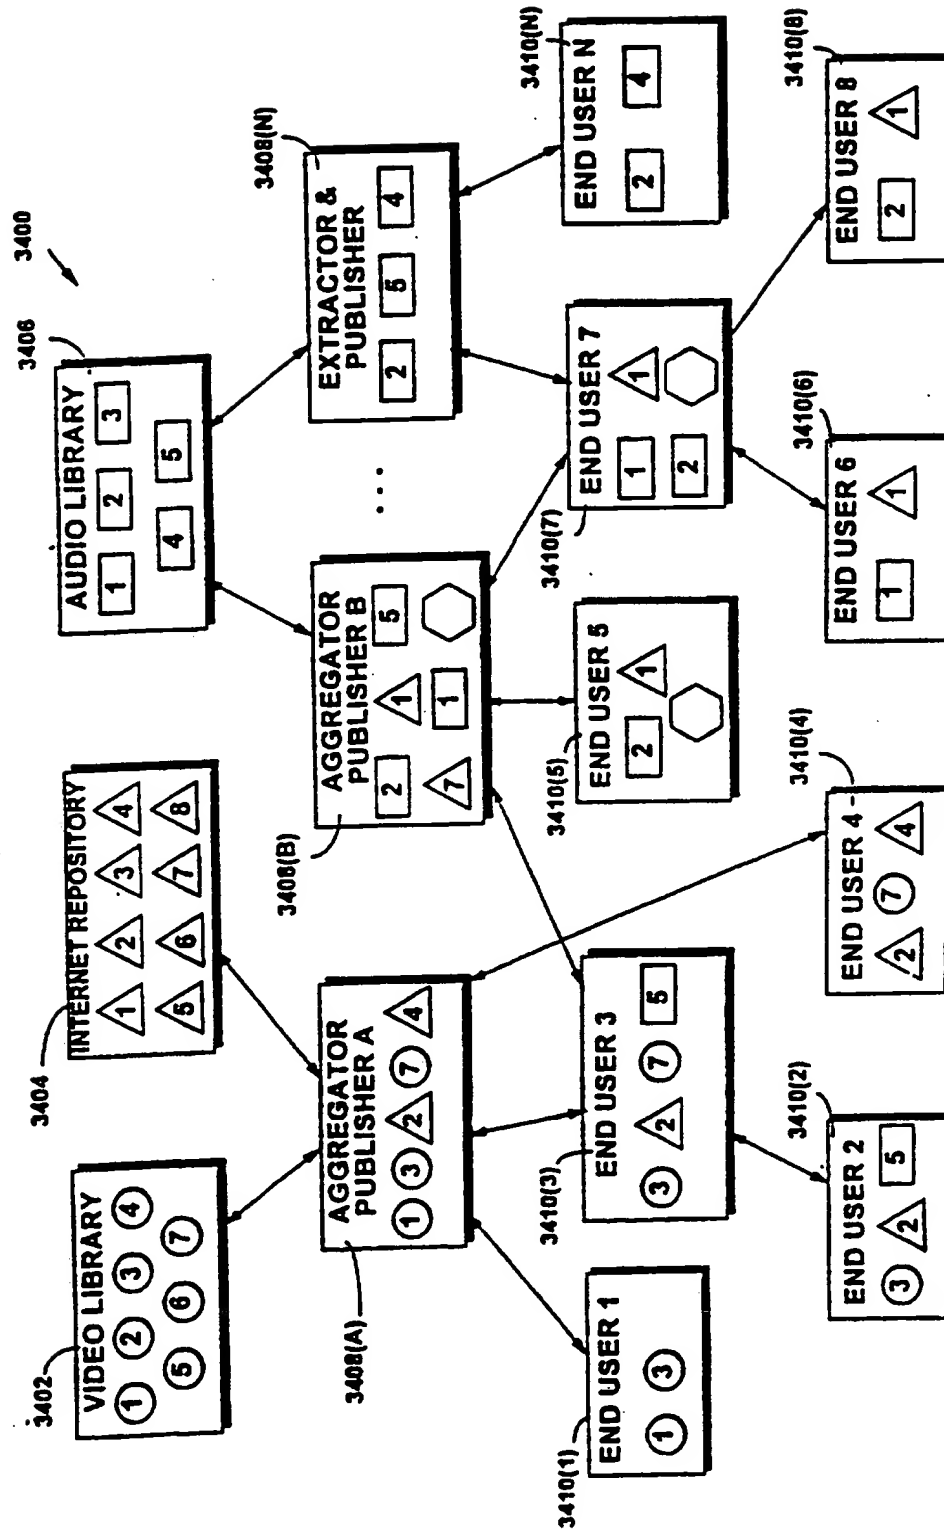 3400
3402
VIDEO LIBRARY
1 2 3 4
5 6 7
3404
INTERNET REPOSITORY
1 2 3 4
5 6 7 8
3406
AUDIO LIBRARY
1 2 3
4 5
3408(A)
AGGREGATOR
PUBLISHER A
1 3 2 7 4
3408(B)
AGGREGATOR
PUBLISHER B
2 1 5
7 1
...
3408(N)
EXTRACTOR &
PUBLISHER
2 5 4
3410(1)
END USER 1
1 3
3410(3)
END USER 3
3 2 7 5
3410(5)
END USER 5
2 1
3410(7)
END USER 7
1 1
2
3410(N)
END USER N
2 4
3410(2)
END USER 2
3 2 5
3410(4)
END USER 4
2 7 4
3410(6)
END USER 6
1 1
3410(8)
END USER 8
2 1